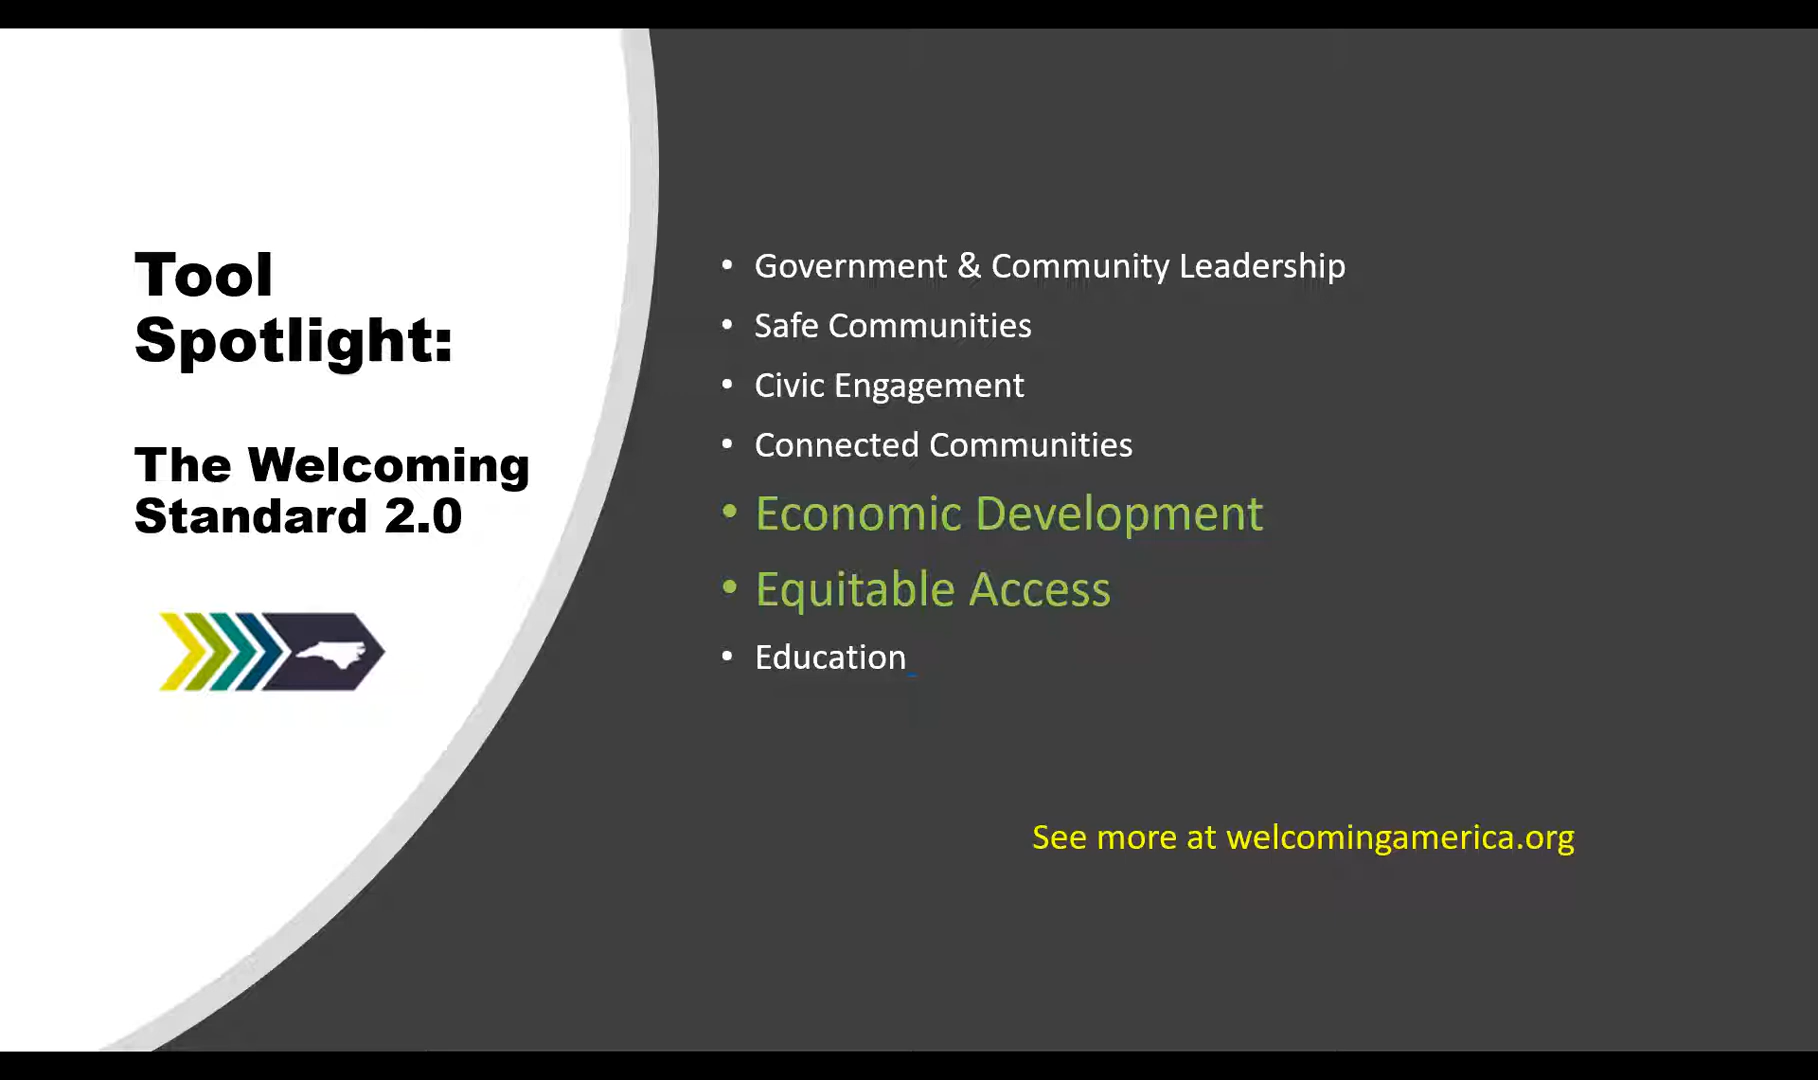 Tool
Spotlight:
The Welcoming
Standard 2.0
• Government & Community Leadership
• Safe Communities
• Civic Engagement
• Connected Communities
• Economic Development
• Equitable Access
• Education
See more at welcomingamerica.org